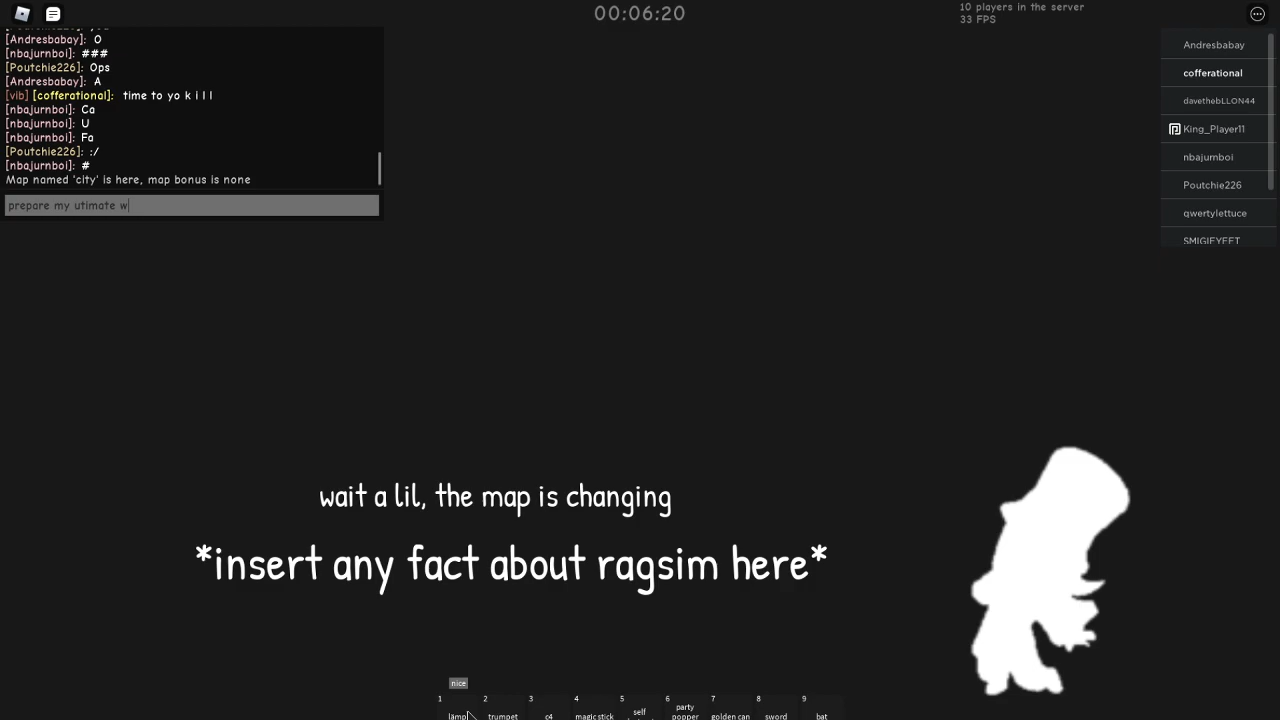 00:06:20
10 players in the server
33 FPS
[Andresbabay]: O
[nbajurnboi]: ###
[Poutchie226]: Ops
[Andresbabay]: A
[vib] [cofferational]: time to yo k i l l
[nbajurnboi]: Ca
[nbajurnboi]: U
[nbajurnboi]: Fa
[Poutchie226]: :/
[nbajurnboi]: #
Map named 'city' is here, map bonus is none
prepare my utimate w
Andresbabay
cofferational
davethebLLON44
King_Player11
nbajurnboi
Poutchie226
qwertylettuce
wait a lil, the map is changing
*insert any fact about ragsim here*
nice
1 2 3 4 5 6 7 8 9
lamp trumpet c4 magic stick self party popper golden can sword bat